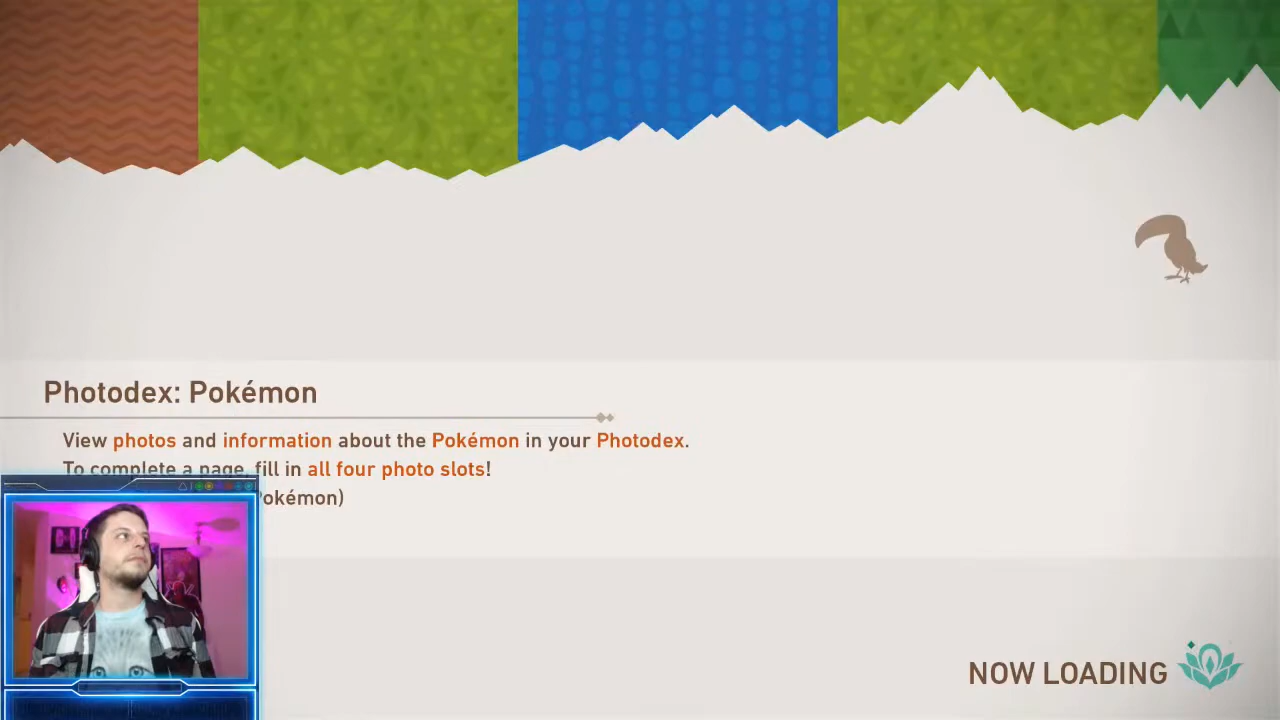 Photodex: Pokémon
View photos and information about the Pokémon in your Photodex.
To complete a page, fill in all four photo slots!
Pokémon)
NOW LOADING